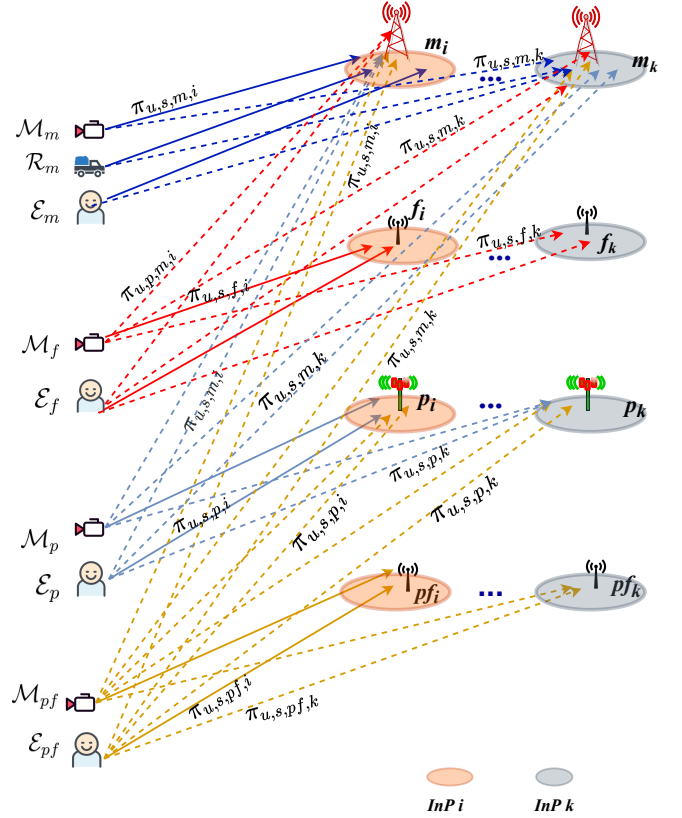 m_i
m_k
π_{u,s,m,k}
π_{u,s,m,i}
ℳ_m
ℛ_m
ℰ_m
π_{u,s,m,i}
π_{u,s,m,k}
...
f_i
f_k
π_{u,s,f,k}
...
π_{u,p,m,i}
π_{u,s,f,i}
ℳ_f
ℰ_f
π_{u,s,m,k}
π_{u,s,m,i}
π_{u,s,m,k}
p_i
...
p_k
π_{u,s,p,k}
π_{u,s,p,k}
π_{u,s,p,i}
π_{u,s,p,i}
ℳ_p
ℰ_p
pf_i
...
pf_k
ℳ_{pf}
ℰ_{pf}
π_{u,s,pf,i}
π_{u,s,pf,k}
InP i
InP k